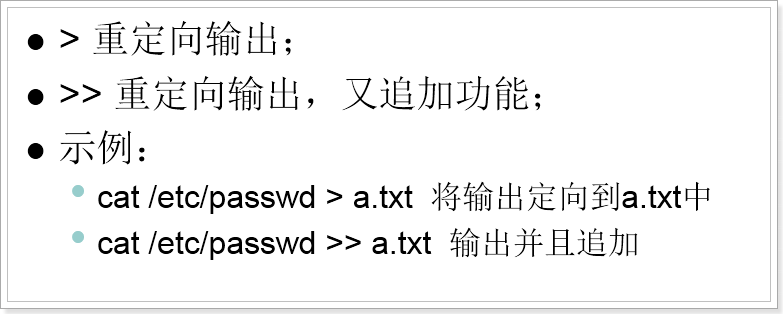 ● > 重定向输出；
● >> 重定向输出，又追加功能；
● 示例：
● cat /etc/passwd > a.txt 将输出定向到a.txt中
● cat /etc/passwd >> a.txt 输出并且追加